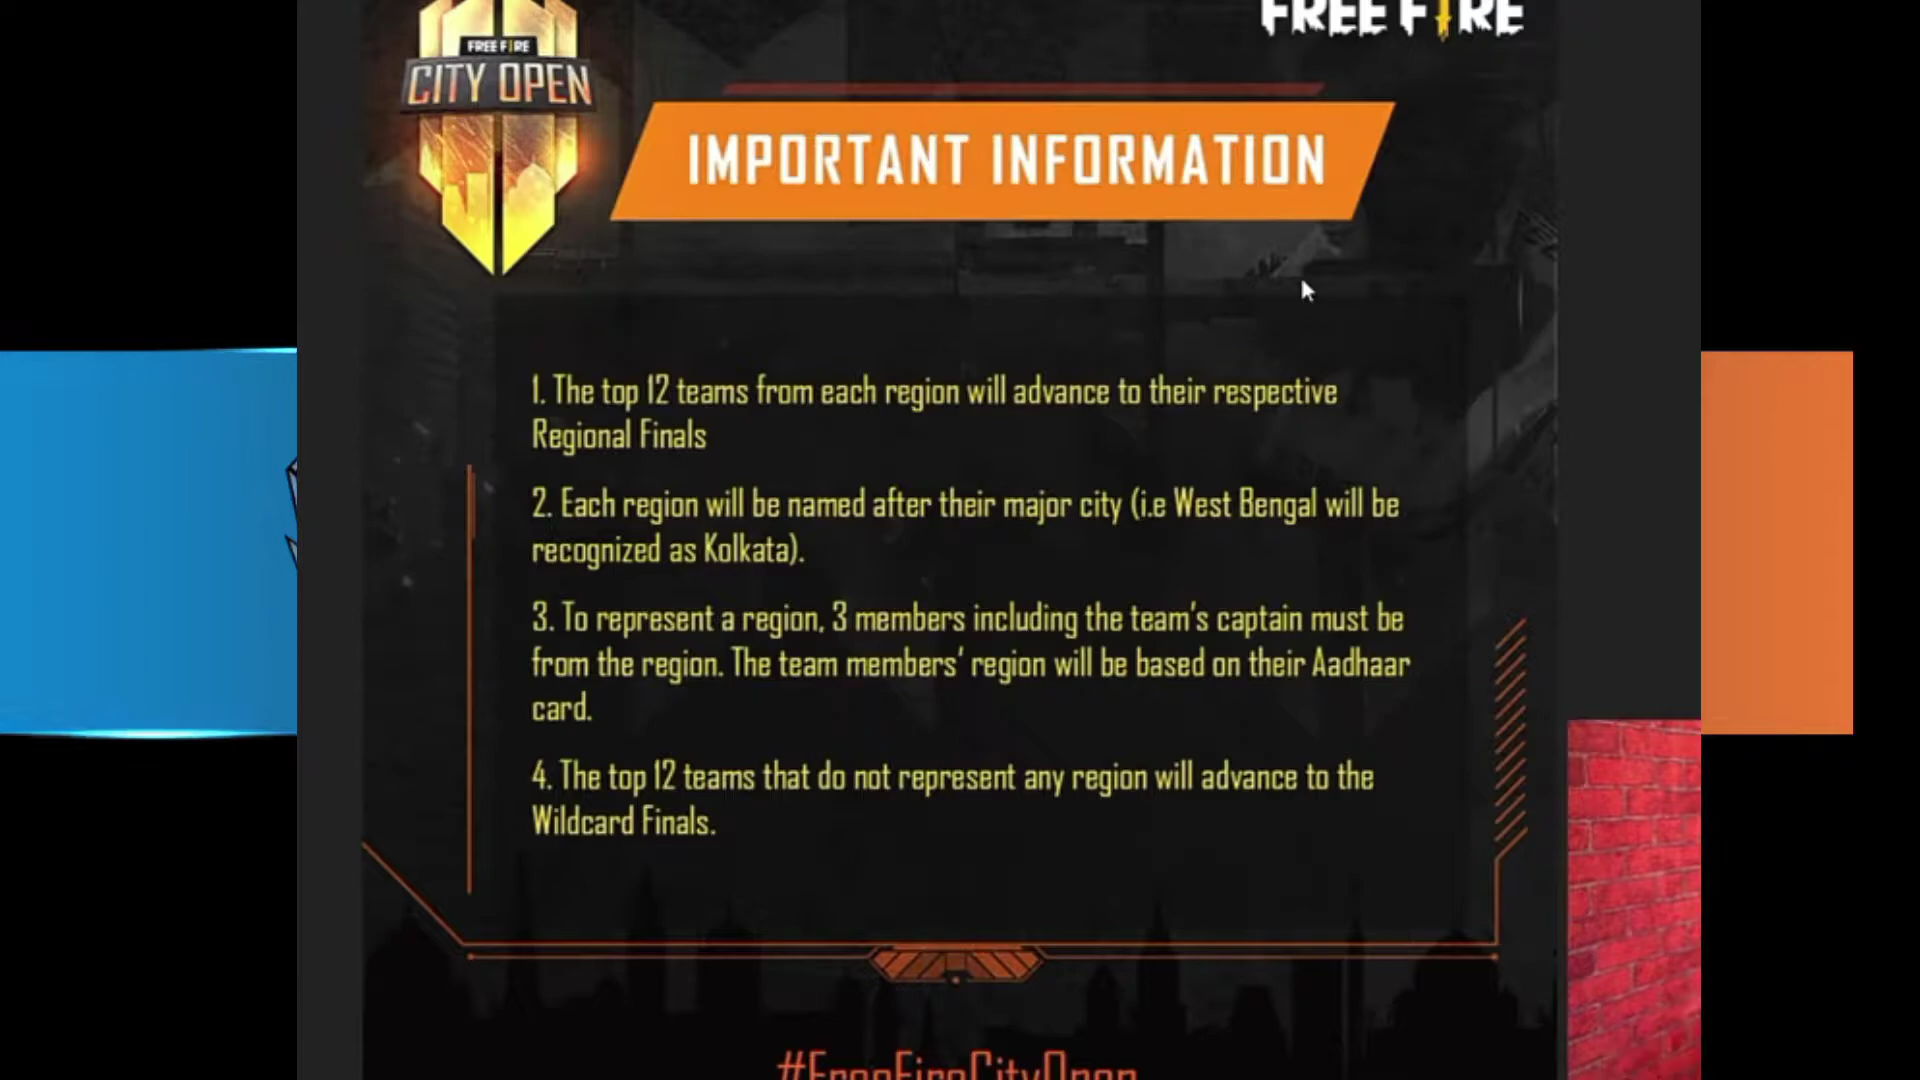 FREE FIRE
FREE FIRE
CITY OPEN
IMPORTANT INFORMATION
1. The top 12 teams from each region will advance to their respective
Regional Finals
2. Each region will be named after their major city (i.e West Bengal will be
recognized as Kolkata).
3. To represent a region, 3 members including the team's captain must be
from the region. The team members' region will be based on their Aadhaar
card.
4. The top 12 teams that do not represent any region will advance to the
Wildcard Finals.
#FreeFireCityOpen